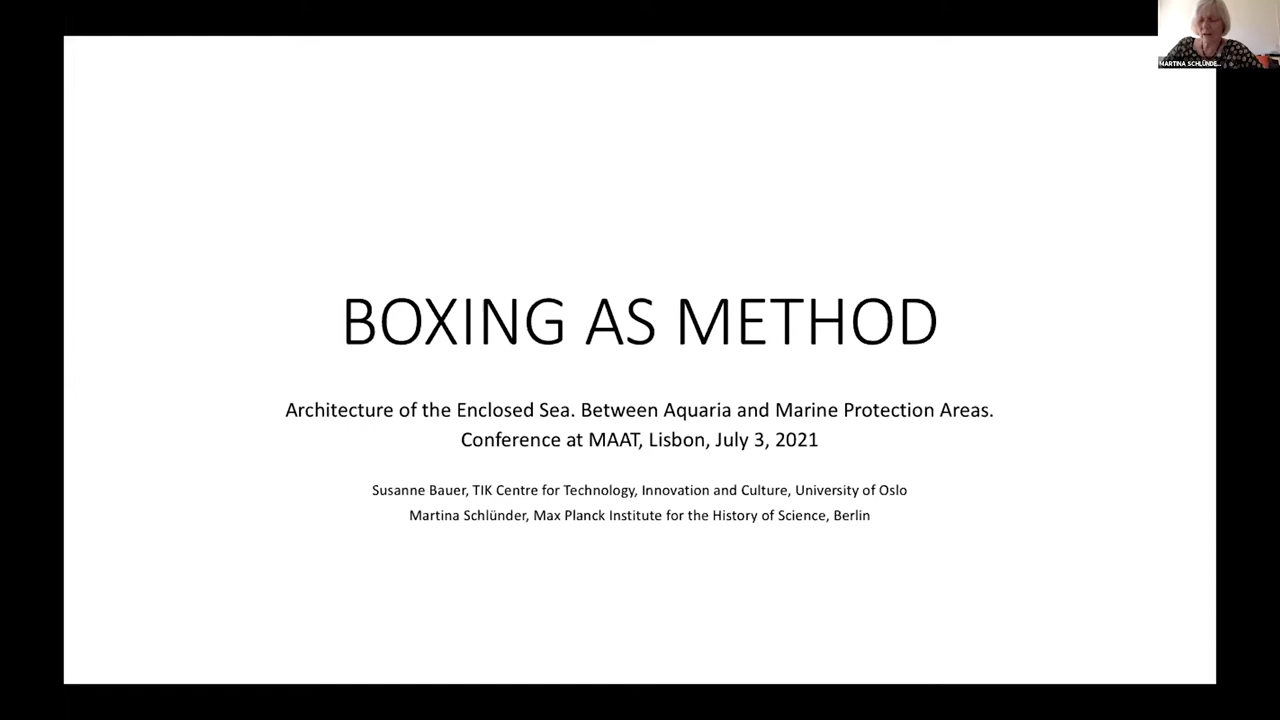 MARTINA SCHLÜNDE...
BOXING AS METHOD
Architecture of the Enclosed Sea. Between Aquaria and Marine Protection Areas.
Conference at MAAT, Lisbon, July 3, 2021
Susanne Bauer, TIK Centre for Technology, Innovation and Culture, University of Oslo
Martina Schlünder, Max Planck Institute for the History of Science, Berlin